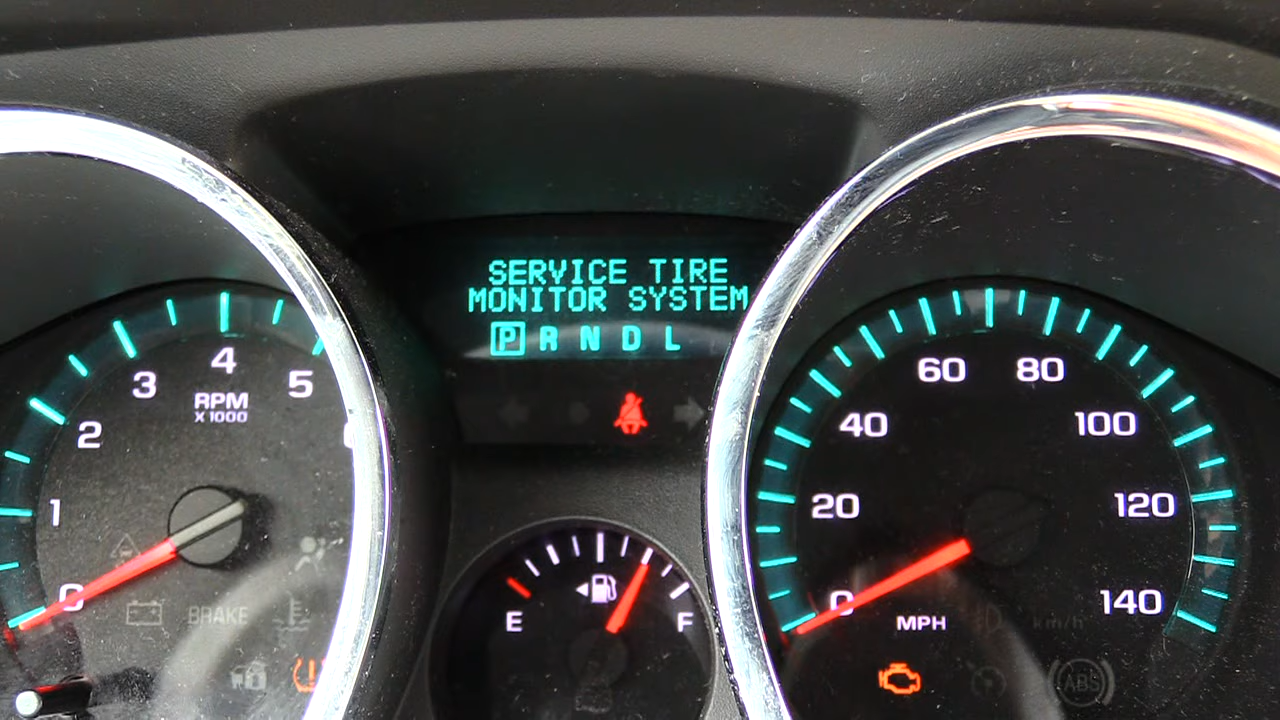 SERVICE TIRE
MONITOR SYSTEM
P R N D L
0
1
2
3
4
5
RPM
X 1000
BRAKE
E
F
0
20
40
60
80
100
120
140
MPH
km/h
ABS